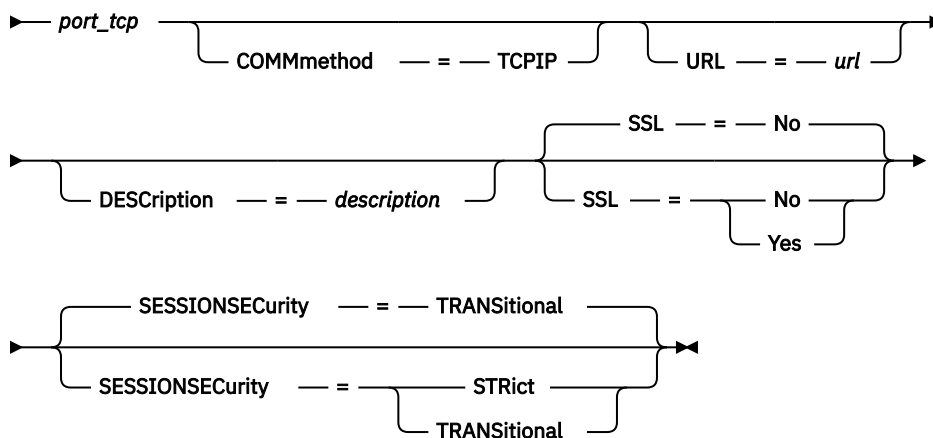 port_tcp
COMMmethod = TCPIP URL = url
SSL = No
DESCription = description SSL = No
Yes
SESSIONSECurity = TRANSitional
SESSIONSECurity = STRict
TRANSitional